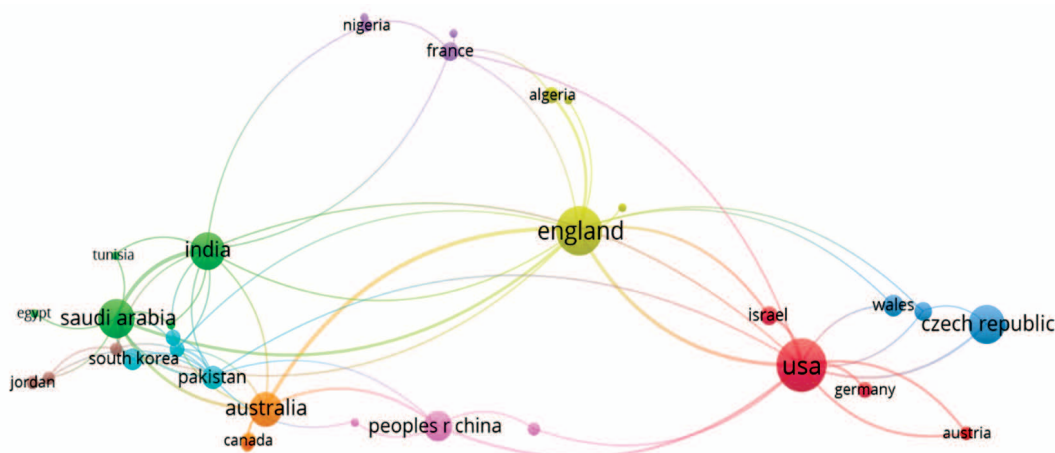 nigeria
france
algeria
england
india
tunisia
egypt
saudi arabia
israel
wales
czech republic
south korea
usa
pakistan
jordan
germany
australia
peoples r china
canada
austria